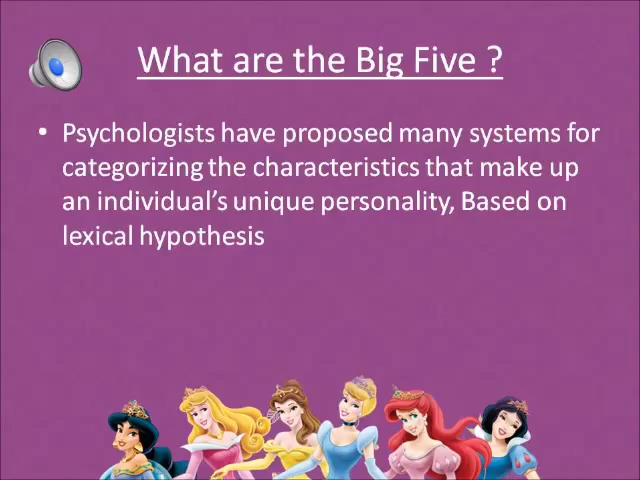 What are the Big Five ?
• Psychologists have proposed many systems for
categorizing the characteristics that make up
an individual’s unique personality, Based on
lexical hypothesis